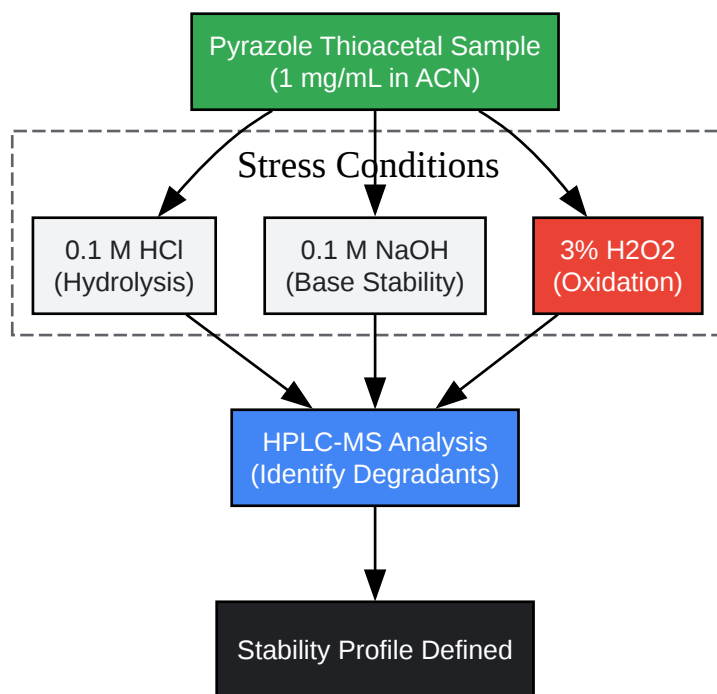 Pyrazole Thioacetal Sample
(1 mg/mL in ACN)
Stress Conditions
0.1 M HCl
(Hydrolysis)
0.1 M NaOH
(Base Stability)
3% H2O2
(Oxidation)
HPLC-MS Analysis
(Identify Degradants)
Stability Profile Defined